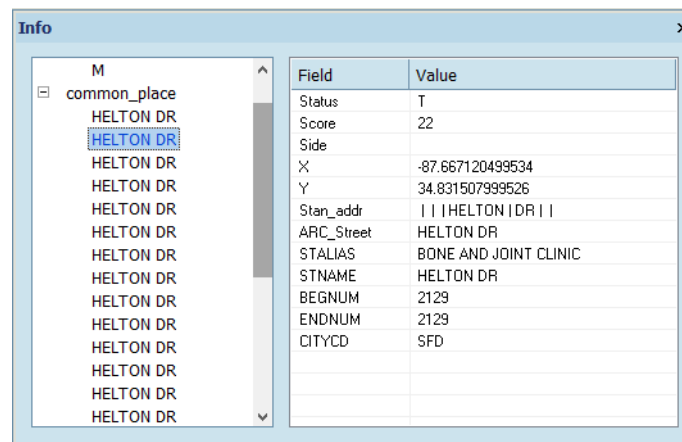 Info
M
common_place
HELTON DR
HELTON DR
HELTON DR
HELTON DR
HELTON DR
HELTON DR
HELTON DR
HELTON DR
HELTON DR
HELTON DR
HELTON DR
HELTON DR
HELTON DR
HELTON DR
Field Value
Status T
Score 22
Side
X -87.667120499534
Y 34.831507999526
Stan_addr | | |HELTON |DR | |
ARC_Street HELTON DR
STALIAS BONE AND JOINT CLINIC
STNAME HELTON DR
BEGNUM 2129
ENDNUM 2129
CITYCD SFD